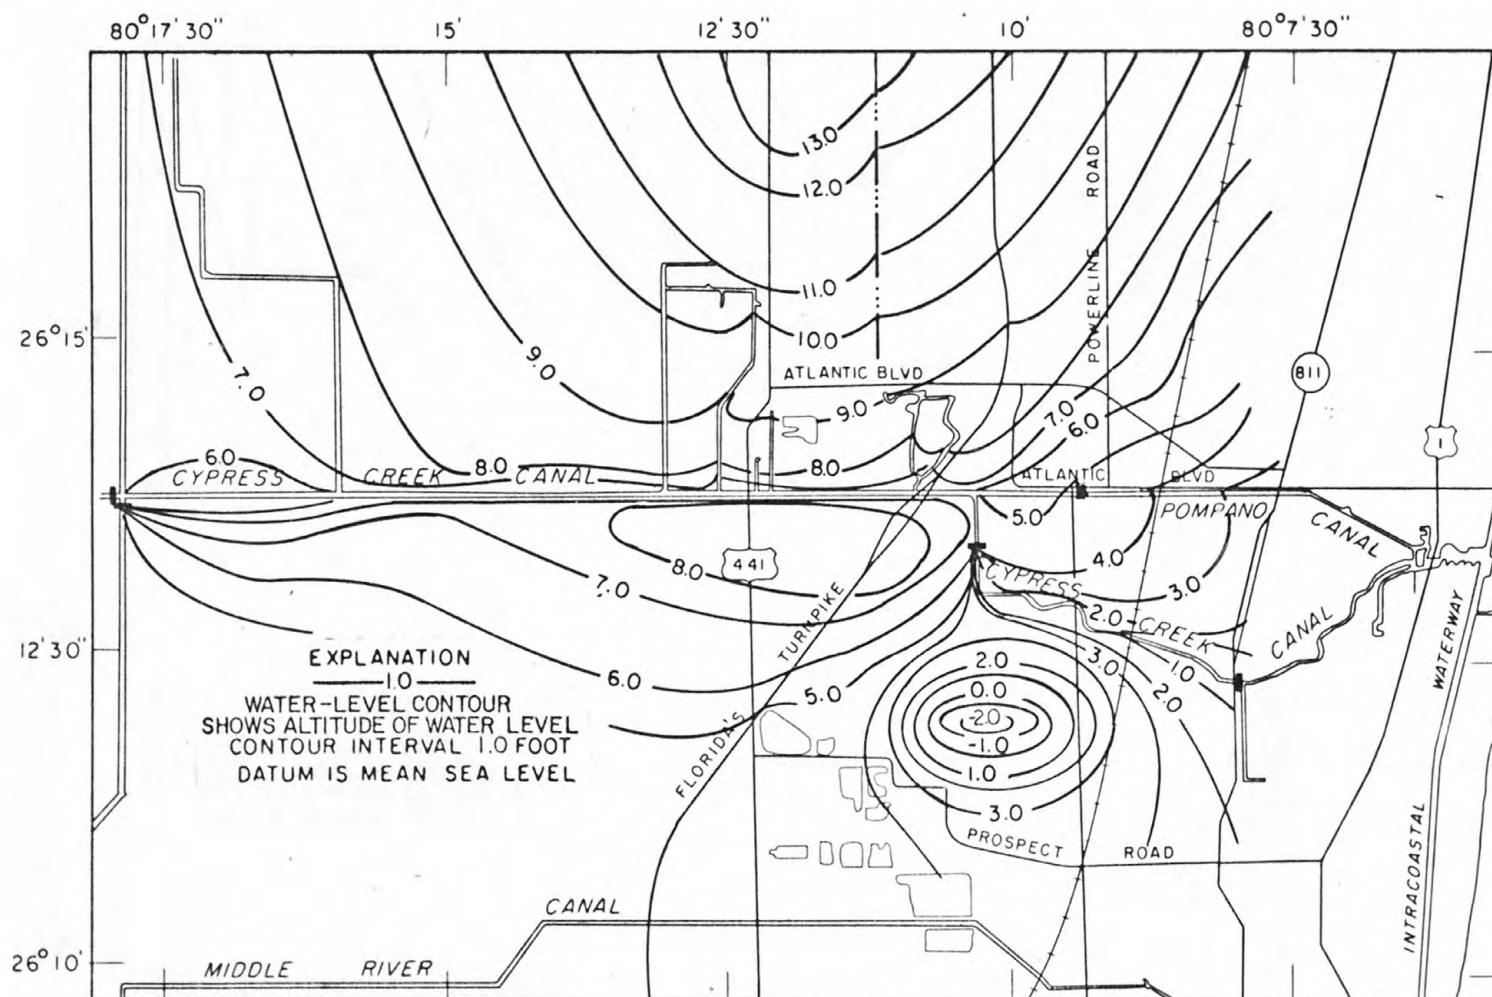 80°17'30" 15' 12'30" 10' 80°7'30"
13.0
12.0
POWERLINE ROAD
11.0
10.0
26°15'
ATLANTIC BLVD
811
7.0
9.0
9.0
7.0
6.0
1
6.0
8.0
8.0
CYPRESS CREEK CANAL
ATLANTIC BLVD
5.0
POMPANO CANAL
4.0
8.0
441
7.0
CYPRESS CREEK CANAL
3.0
2.0
TURNPIKE
FLORIDA'S
WATERWAY
INTRACOASTAL
12'30"
EXPLANATION
1.0
WATER-LEVEL CONTOUR
SHOWS ALTITUDE OF WATER LEVEL
CONTOUR INTERVAL 1.0 FOOT
DATUM IS MEAN SEA LEVEL
6.0
5.0
2.0
3.0
1.0
2.0
0.0
-2.0
-1.0
1.0
3.0
PROSPECT ROAD
CANAL
26°10'
MIDDLE RIVER